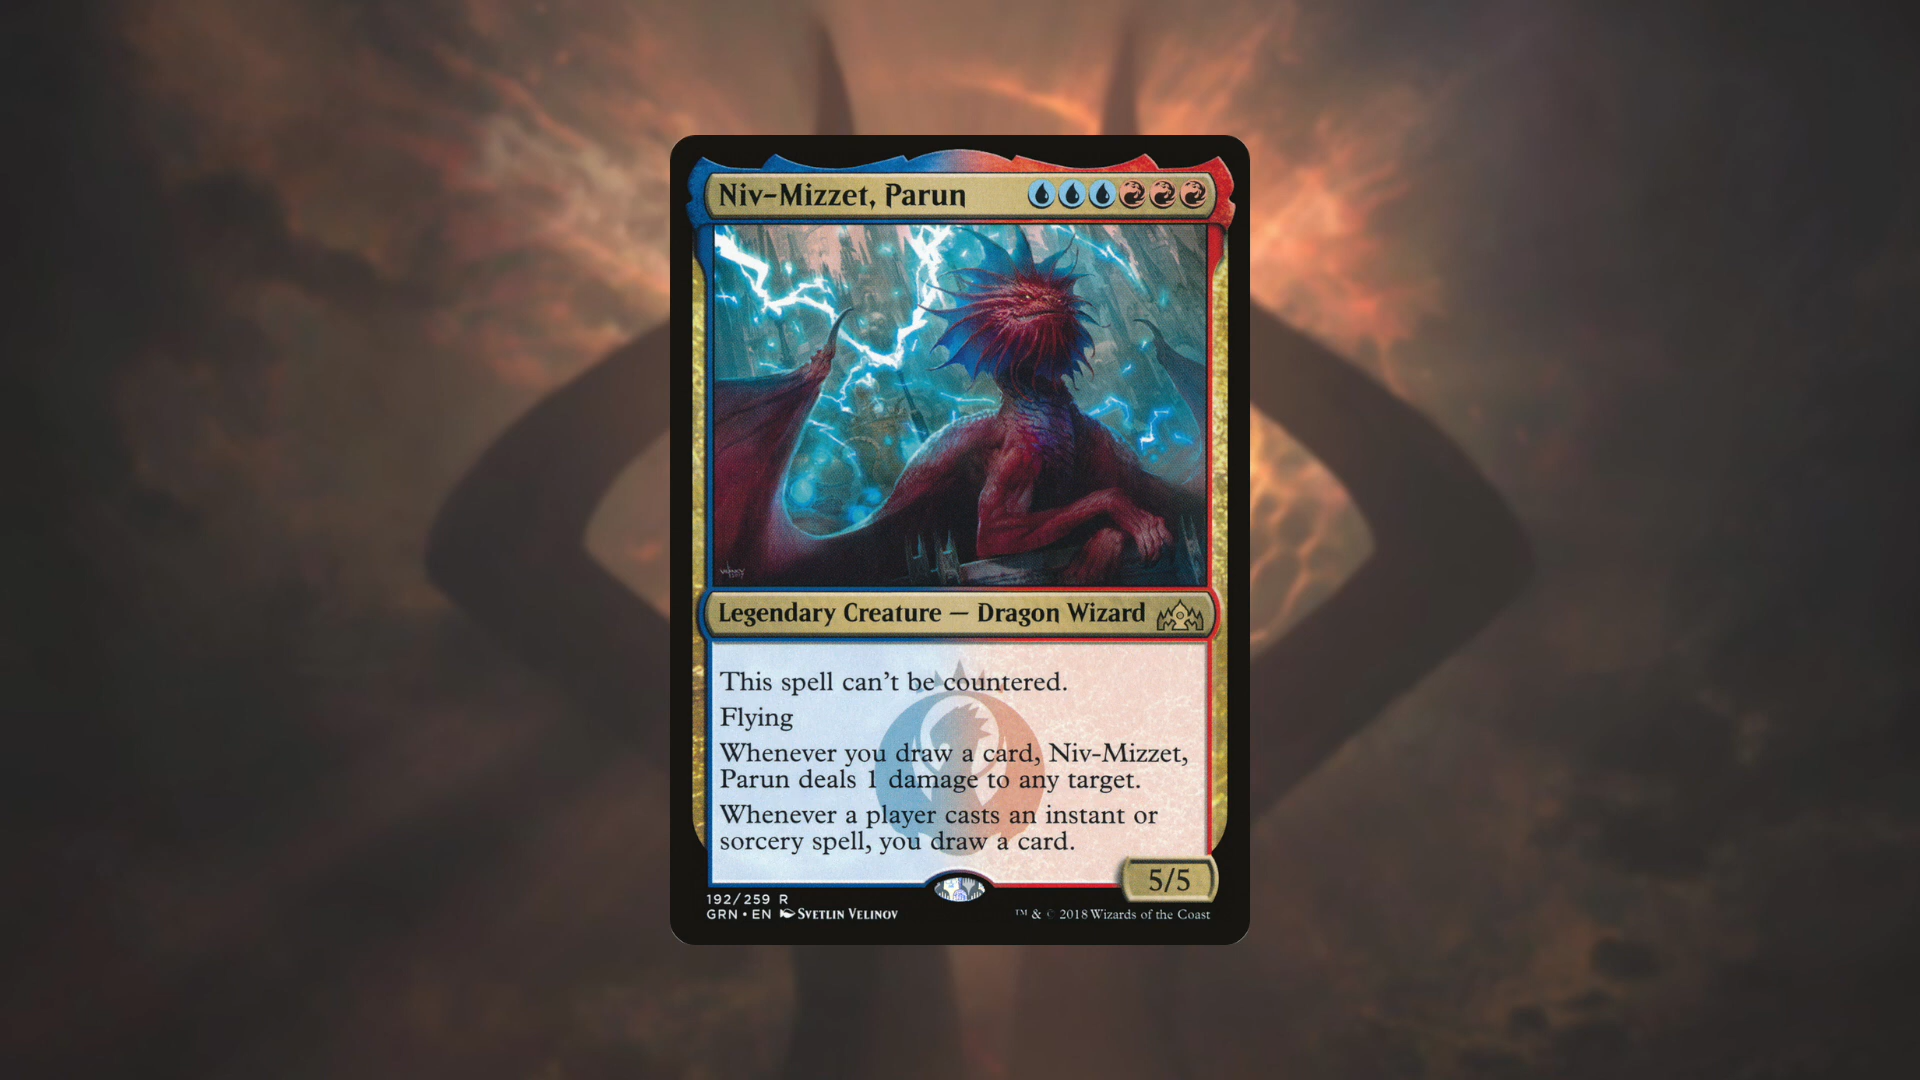 Niv-Mizzet, Parun
Legendary Creature — Dragon Wizard
This spell can't be countered.
Flying
Whenever you draw a card, Niv-Mizzet,
Parun deals 1 damage to any target.
Whenever a player casts an instant or
sorcery spell, you draw a card.
5/5
192/259 R
GRN • EN Svetlin Velinov
™ & © 2018 Wizards of the Coast